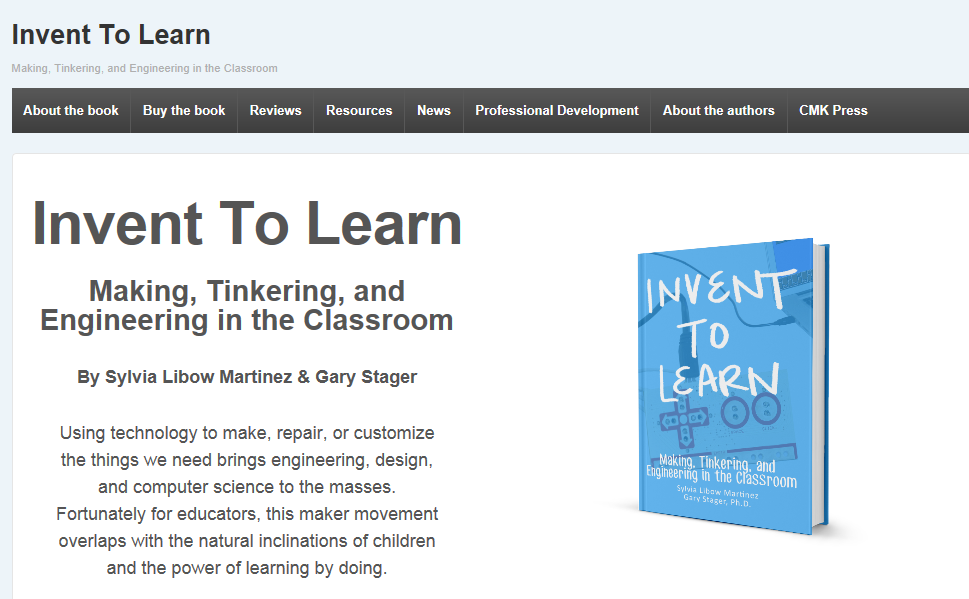 Invent To Learn
Making, Tinkering, and Engineering in the Classroom
About the book Buy the book Reviews Resources News Professional Development About the authors CMK Press
Invent To Learn
Making, Tinkering, and
Engineering in the Classroom
By Sylvia Libow Martinez & Gary Stager
Using technology to make, repair, or customize
the things we need brings engineering, design,
and computer science to the masses.
Fortunately for educators, this maker movement
overlaps with the natural inclinations of children
and the power of learning by doing.
INVENT
TO
LEARN
Making, Tinkering, and
Engineering in the Classroom
Sylvia Libow Martinez
Gary Stager, Ph.D.